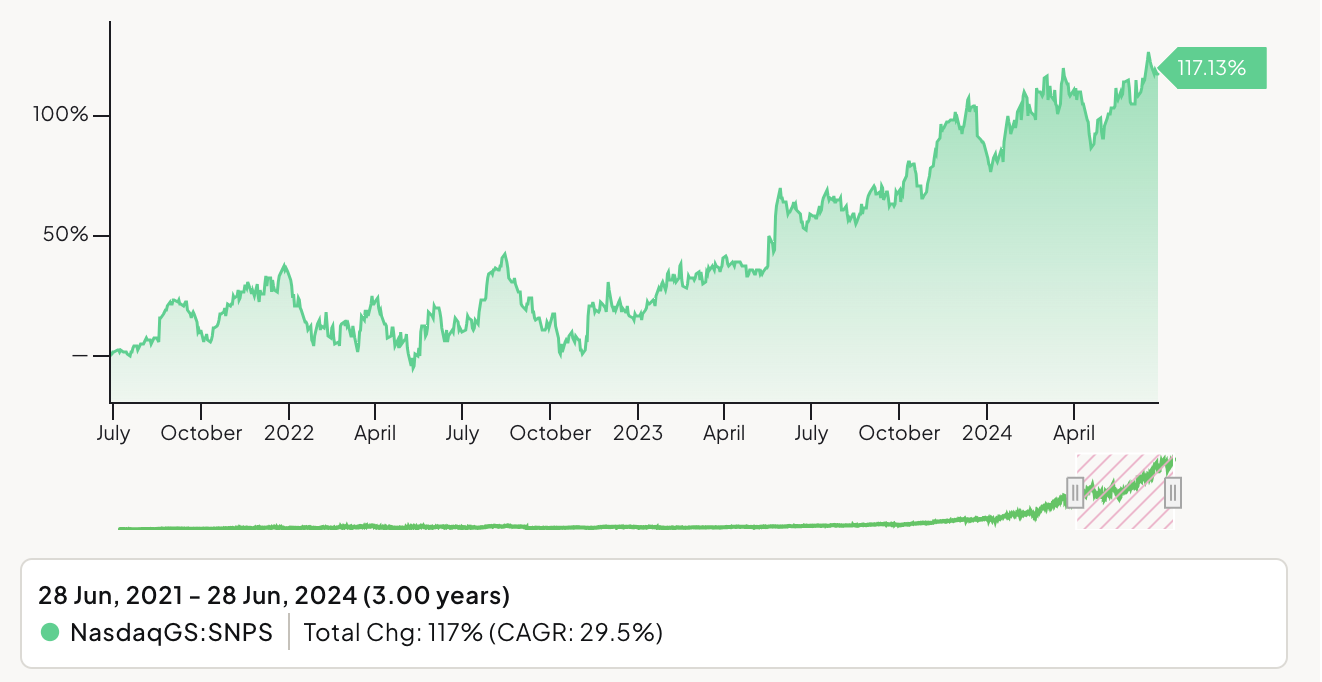 117.13%
100%
50%
—
July October 2022 April July October 2023 April July October 2024 April
28 Jun, 2021 – 28 Jun, 2024 (3.00 years)
NasdaqGS:SNPS Total Chg: 117% (CAGR: 29.5%)